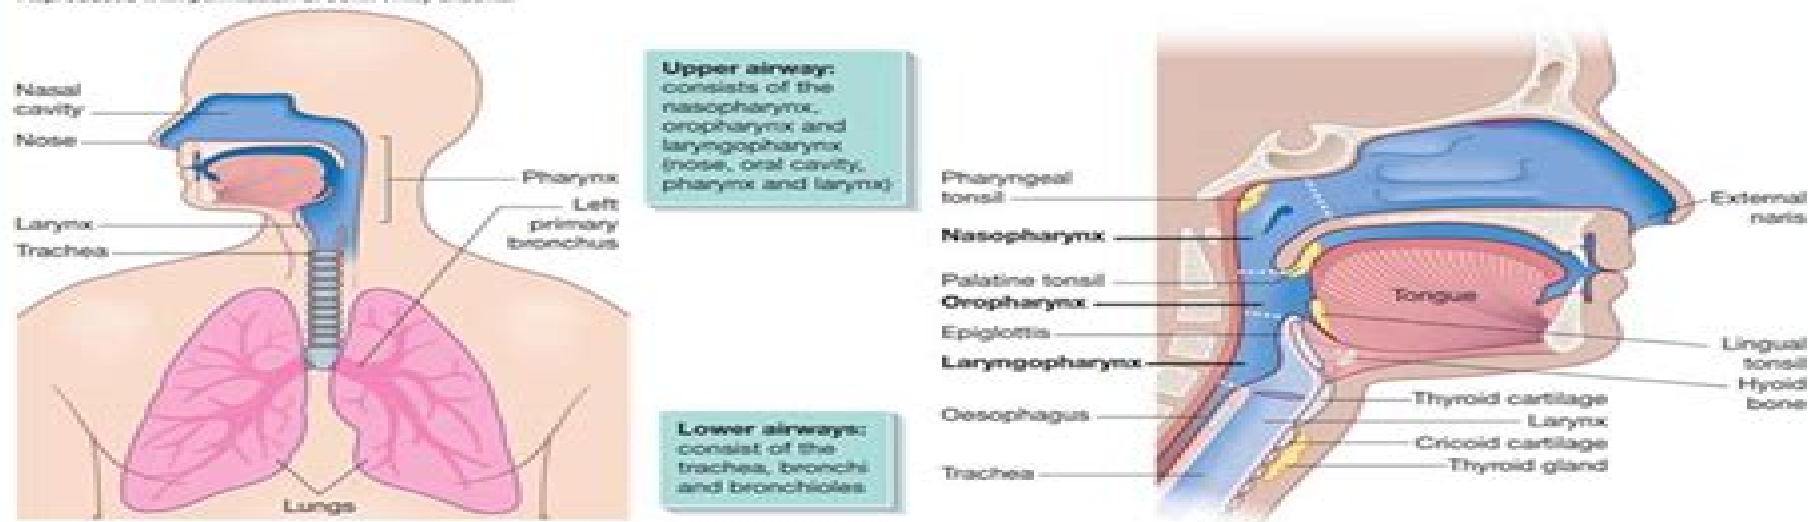 Nasal
cavity
Nose
Larynx
Trachea
Pharynx
Left
primary
bronchus
Lungs
Upper airway:
consists of the
nasopharynx,
oropharynx and
laryngopharynx
(nose, oral cavity,
pharynx and larynx)
Lower airways:
consist of the
trachea, bronchi
and bronchioles
Pharyngeal
tonsil
Nasopharynx
Palatine tonsil
Oropharynx
Epiglottis
Laryngopharynx
Oesophagus
Trachea
Tongue
External
naris
Lingual
tonsil
Hyoid
bone
Thyroid cartilage
Larynx
Cricoid cartilage
Thyroid gland